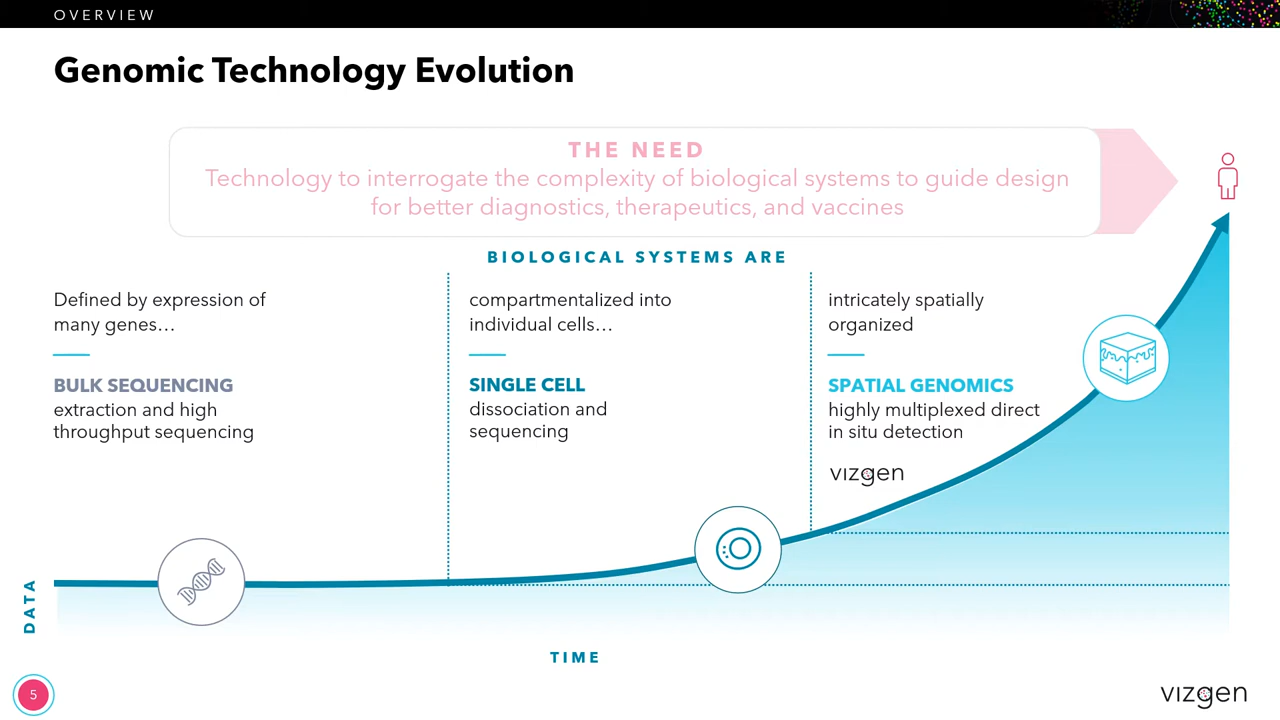 OVERVIEW
Genomic Technology Evolution
THE NEED
Technology to interrogate the complexity of biological systems to guide design
for better diagnostics, therapeutics, and vaccines
BIOLOGICAL SYSTEMS ARE
Defined by expression of
many genes…
BULK SEQUENCING
extraction and high
throughput sequencing
compartmentalized into
individual cells…
SINGLE CELL
dissociation and
sequencing
intricately spatially
organized
SPATIAL GENOMICS
highly multiplexed direct
in situ detection
vizgen
DATA
TIME
5
vizgen